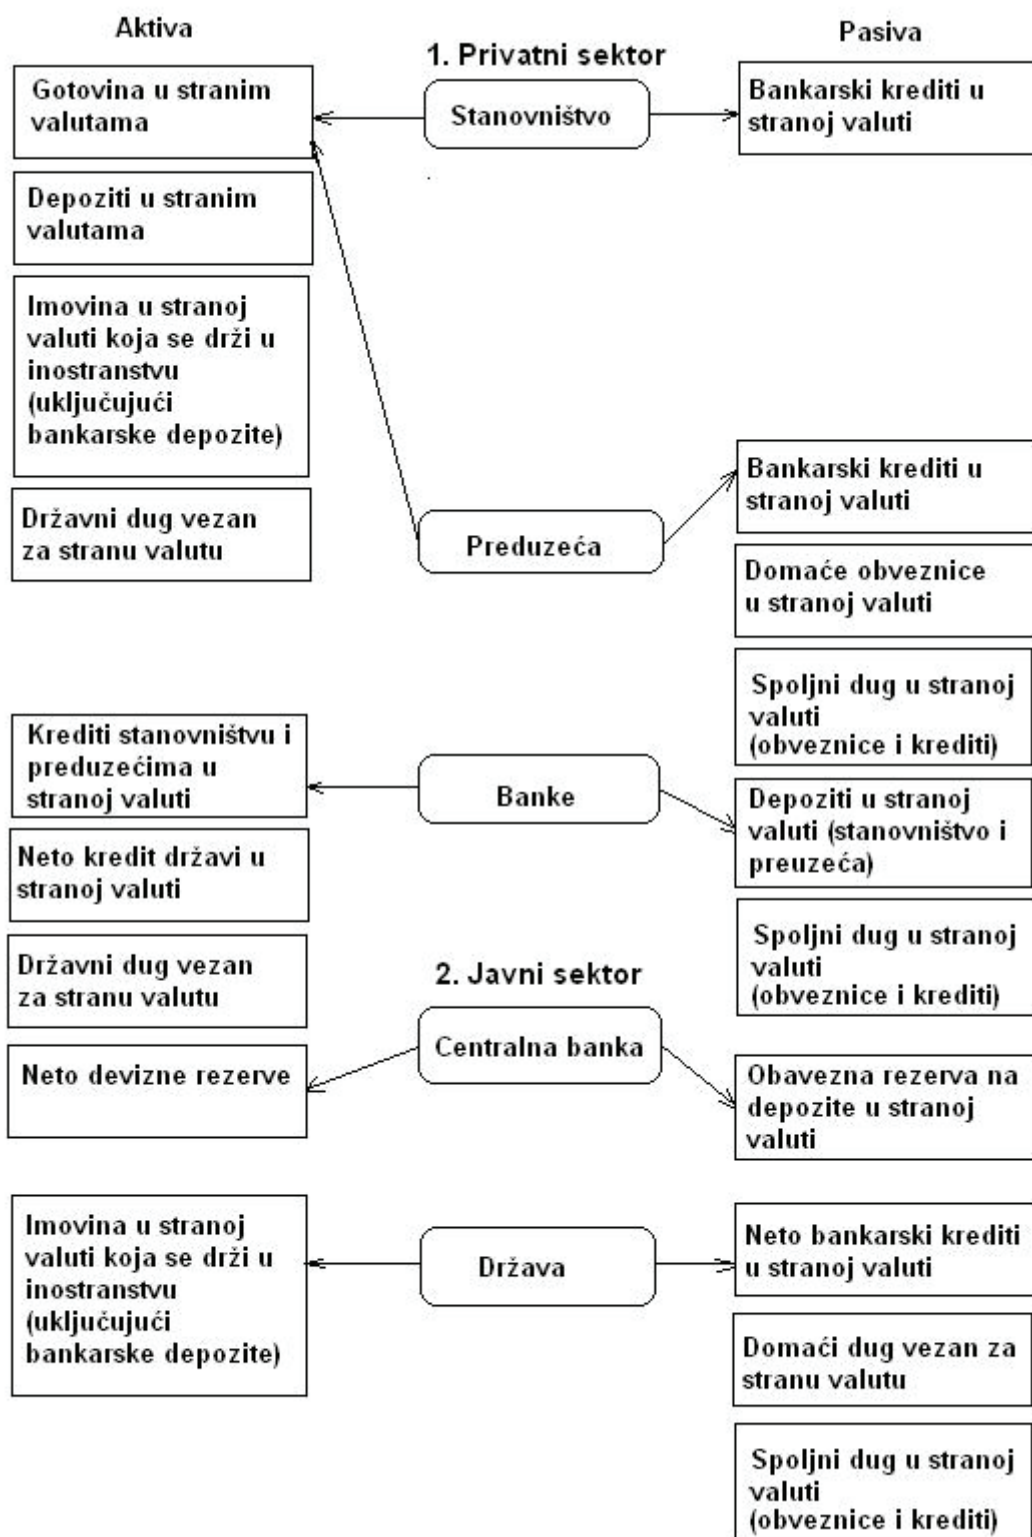 Aktiva
Pasiva
1. Privatni sektor
Gotovina u stranim
valutama
Stanovništvo
Bankarski krediti u
stranoj valuti
Depoziti u stranim
valutama
Imovina u stranoj
valuti koja se drži u
inostranstvu
(uključujući
bankarske depozite)
Državni dug vezan
za stranu valutu
Preduzeća
Bankarski krediti u
stranoj valuti
Domaće obveznice
u stranoj valuti
Spoljni dug u stranoj
valuti
(obveznice i krediti)
Krediti stanovništvu i
preduzećima u
stranoj valuti
Banke
Depoziti u stranoj
valuti (stanovništvo i
preuzeća)
Neto kredit državi u
stranoj valuti
Državni dug vezan
za stranu valutu
Spoljni dug u stranoj
valuti
(obveznice i krediti)
2. Javni sektor
Neto devizne rezerve
Centralna banka
Obavezna rezerva na
depozite u stranoj
valuti
Imovina u stranoj
valuti koja se drži u
inostranstvu
(uključujući
bankarske depozite)
Država
Neto bankarski krediti
u stranoj valuti
Domaći dug vezan za
stranu valutu
Spoljni dug u stranoj
valuti
(obveznice i krediti)